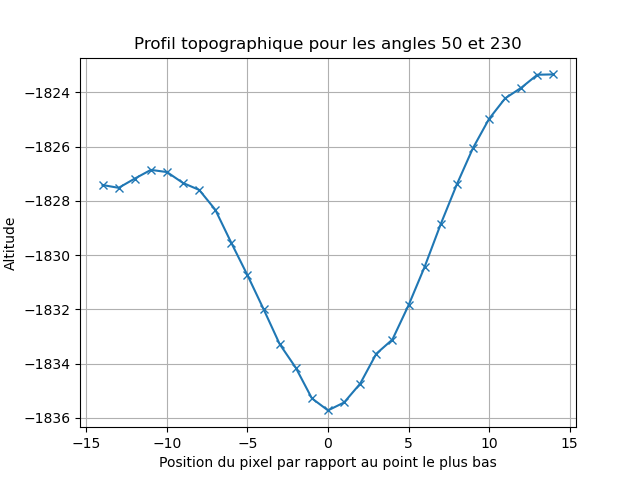 Profil topographique pour les angles 50 et 230
Altitude
−1824
−1826
−1828
−1830
−1832
−1834
−1836
−15 −10 −5 0 5 10 15
Position du pixel par rapport au point le plus bas